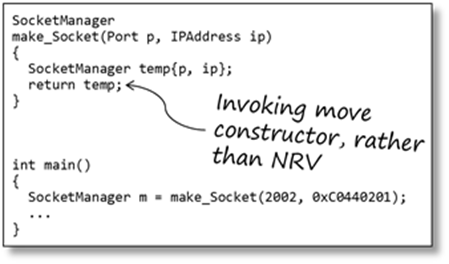 SocketManager
make_Socket(Port p, IPAddress ip)
{
  SocketManager temp{p, ip};
  return temp;
}
Invoking move
constructor, rather
than NRV
int main()
{
  SocketManager m = make_Socket(2002, 0xC0440201);
  ...
}